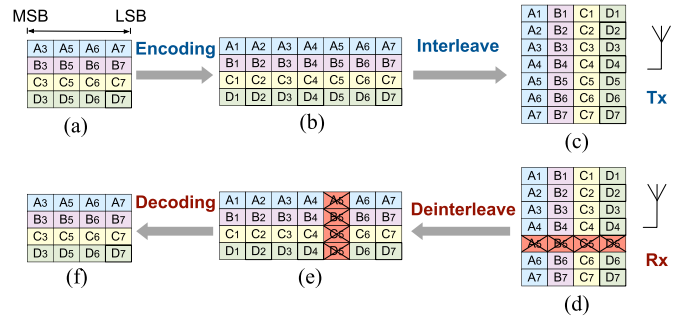 MSB LSB
A3 A5 A6 A7
B3 B5 B6 B7
C3 C5 C6 C7
D3 D5 D6 D7
(a)
Encoding
A1 A2 A3 A4 A5 A6 A7
B1 B2 B3 B4 B5 B6 B7
C1 C2 C3 C4 C5 C6 C7
D1 D2 D3 D4 D5 D6 D7
(b)
Interleave
A1 B1 C1 D1
A2 B2 C2 D2
A3 B3 C3 D3
A4 B4 C4 D4
A5 B5 C5 D5
A6 B6 C6 D6
A7 B7 C7 D7
(c)
Tx
A3 A5 A6 A7
B3 B5 B6 B7
C3 C5 C6 C7
D3 D5 D6 D7
(f)
Decoding
A1 A2 A3 A4 A5 A6 A7
B1 B2 B3 B4 B5 B6 B7
C1 C2 C3 C4 C5 C6 C7
D1 D2 D3 D4 D5 D6 D7
(e)
Deinterleave
A1 B1 C1 D1
A2 B2 C2 D2
A3 B3 C3 D3
A4 B4 C4 D4
A5 B5 C5 D5
A6 B6 C6 D6
A7 B7 C7 D7
(d)
Rx